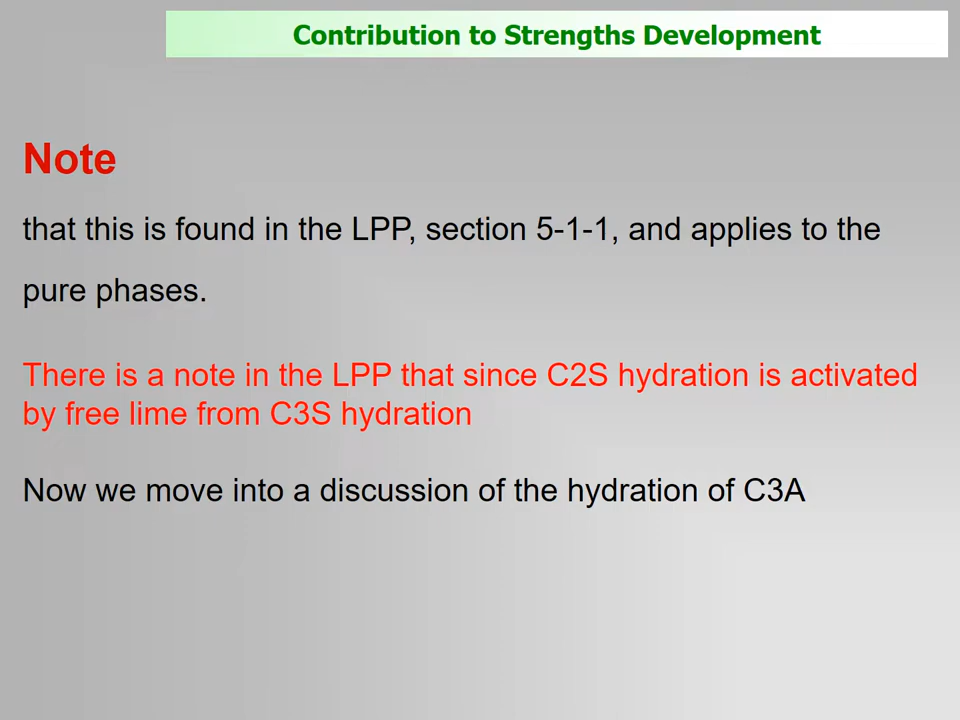 Contribution to Strengths Development
Note
that this is found in the LPP, section 5-1-1, and applies to the
pure phases.
There is a note in the LPP that since C2S hydration is activated
by free lime from C3S hydration
Now we move into a discussion of the hydration of C3A